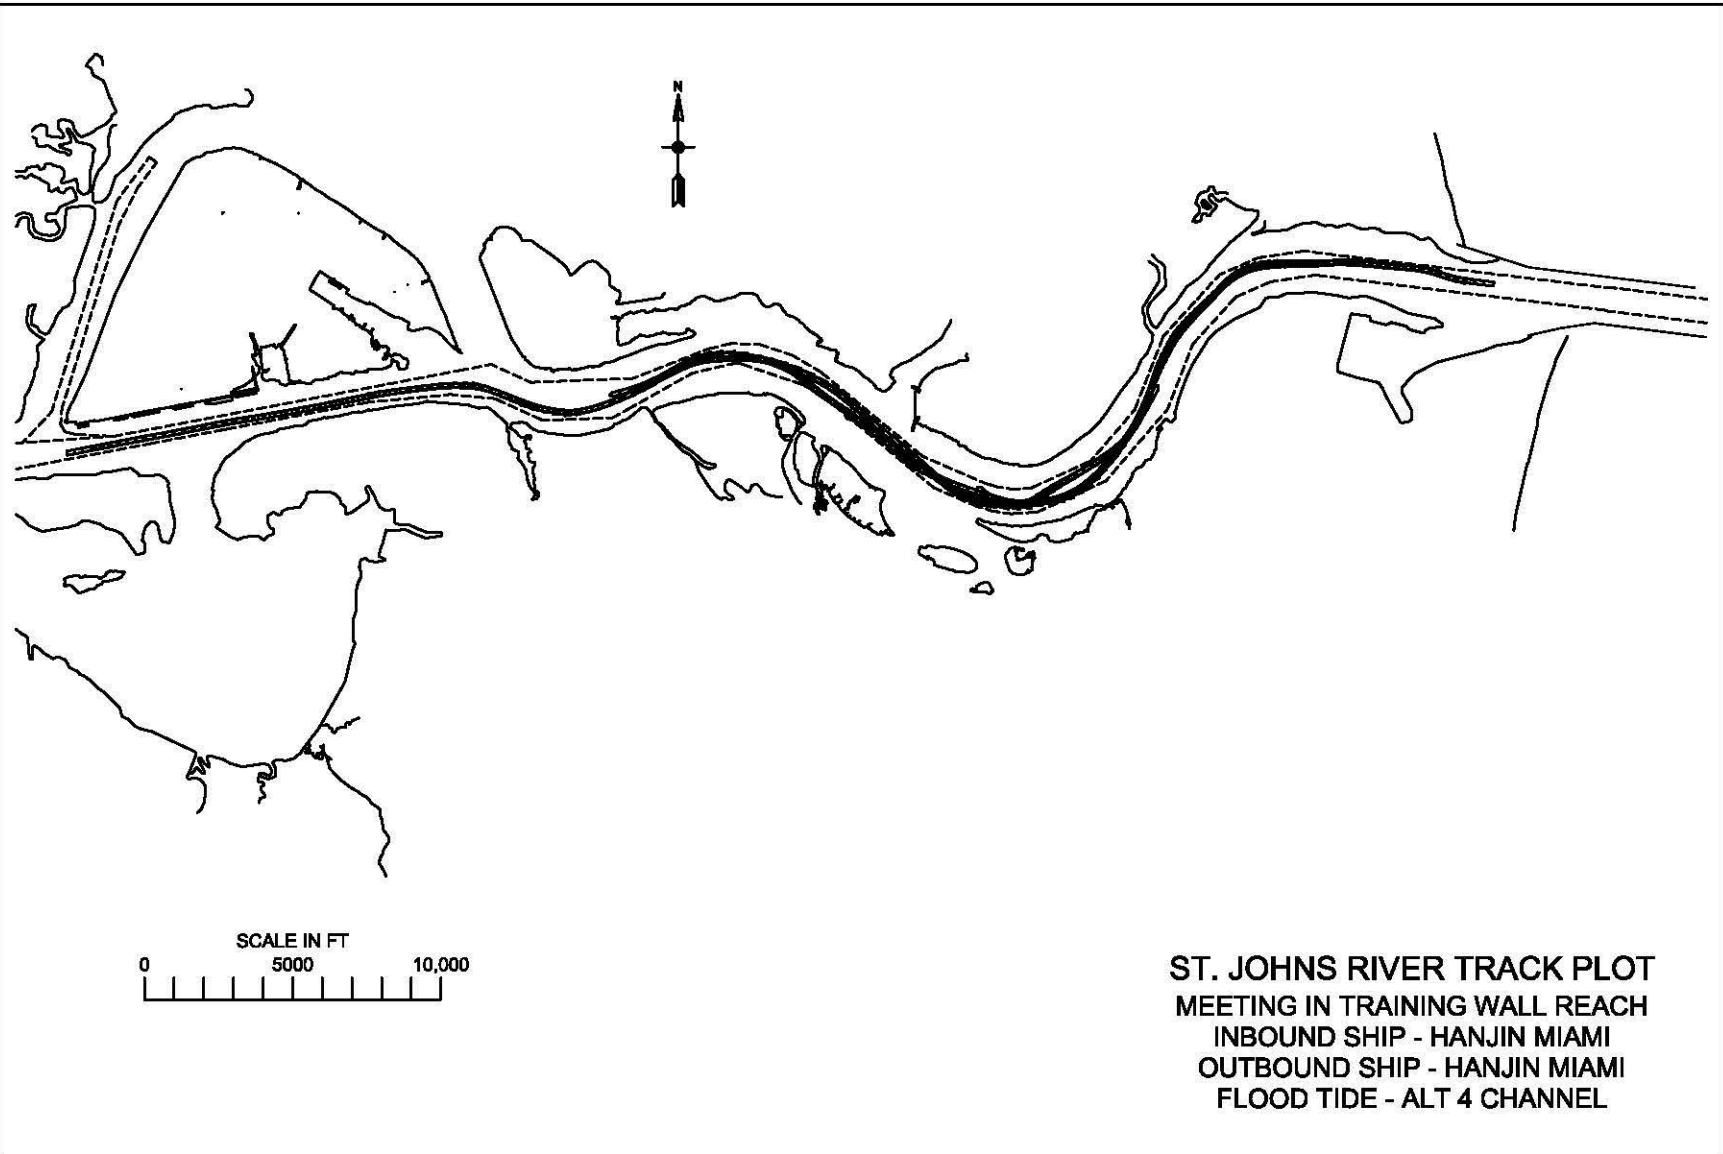 N
SCALE IN FT
0 5000 10,000
ST. JOHNS RIVER TRACK PLOT
MEETING IN TRAINING WALL REACH
INBOUND SHIP - HANJIN MIAMI
OUTBOUND SHIP - HANJIN MIAMI
FLOOD TIDE - ALT 4 CHANNEL